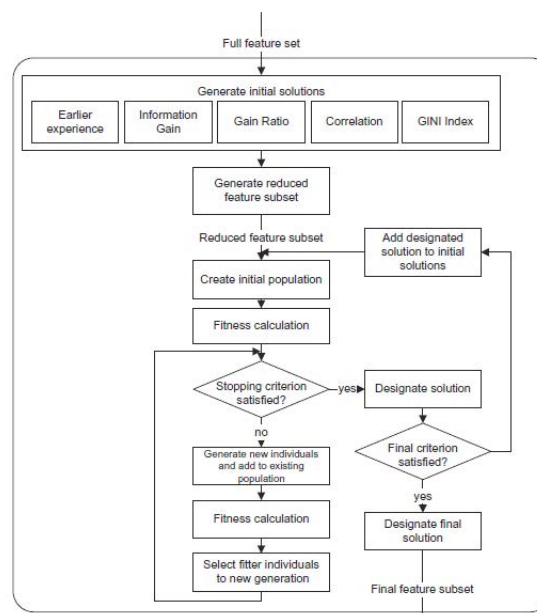 Full feature set
Generate initial solutions
Earlier
experience
Information
Gain
Gain Ratio
Correlation
GINI Index
Generate reduced
feature subset
Reduced feature subset
Add designated
solution to initial
solutions
Create initial population
Fitness calculation
Stopping criterion
satisfied?
yes
Designate solution
no
Final criterion
satisfied?
Generate new individuals
and add to existing
population
yes
Fitness calculation
Designate final
solution
Select fitter individuals
to new generation
Final feature subset